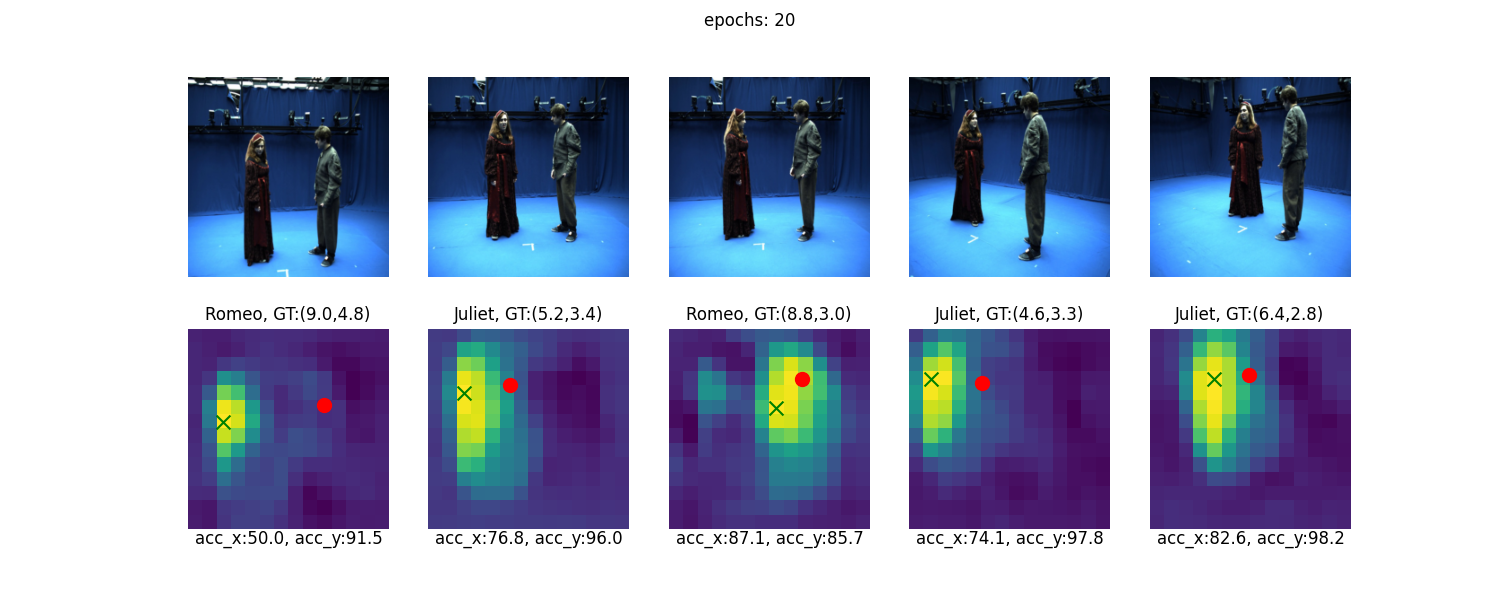 epochs: 20
Romeo, GT:(9.0,4.8)
Juliet, GT:(5.2,3.4)
Romeo, GT:(8.8,3.0)
Juliet, GT:(4.6,3.3)
Juliet, GT:(6.4,2.8)
acc_x:50.0, acc_y:91.5
acc_x:76.8, acc_y:96.0
acc_x:87.1, acc_y:85.7
acc_x:74.1, acc_y:97.8
acc_x:82.6, acc_y:98.2